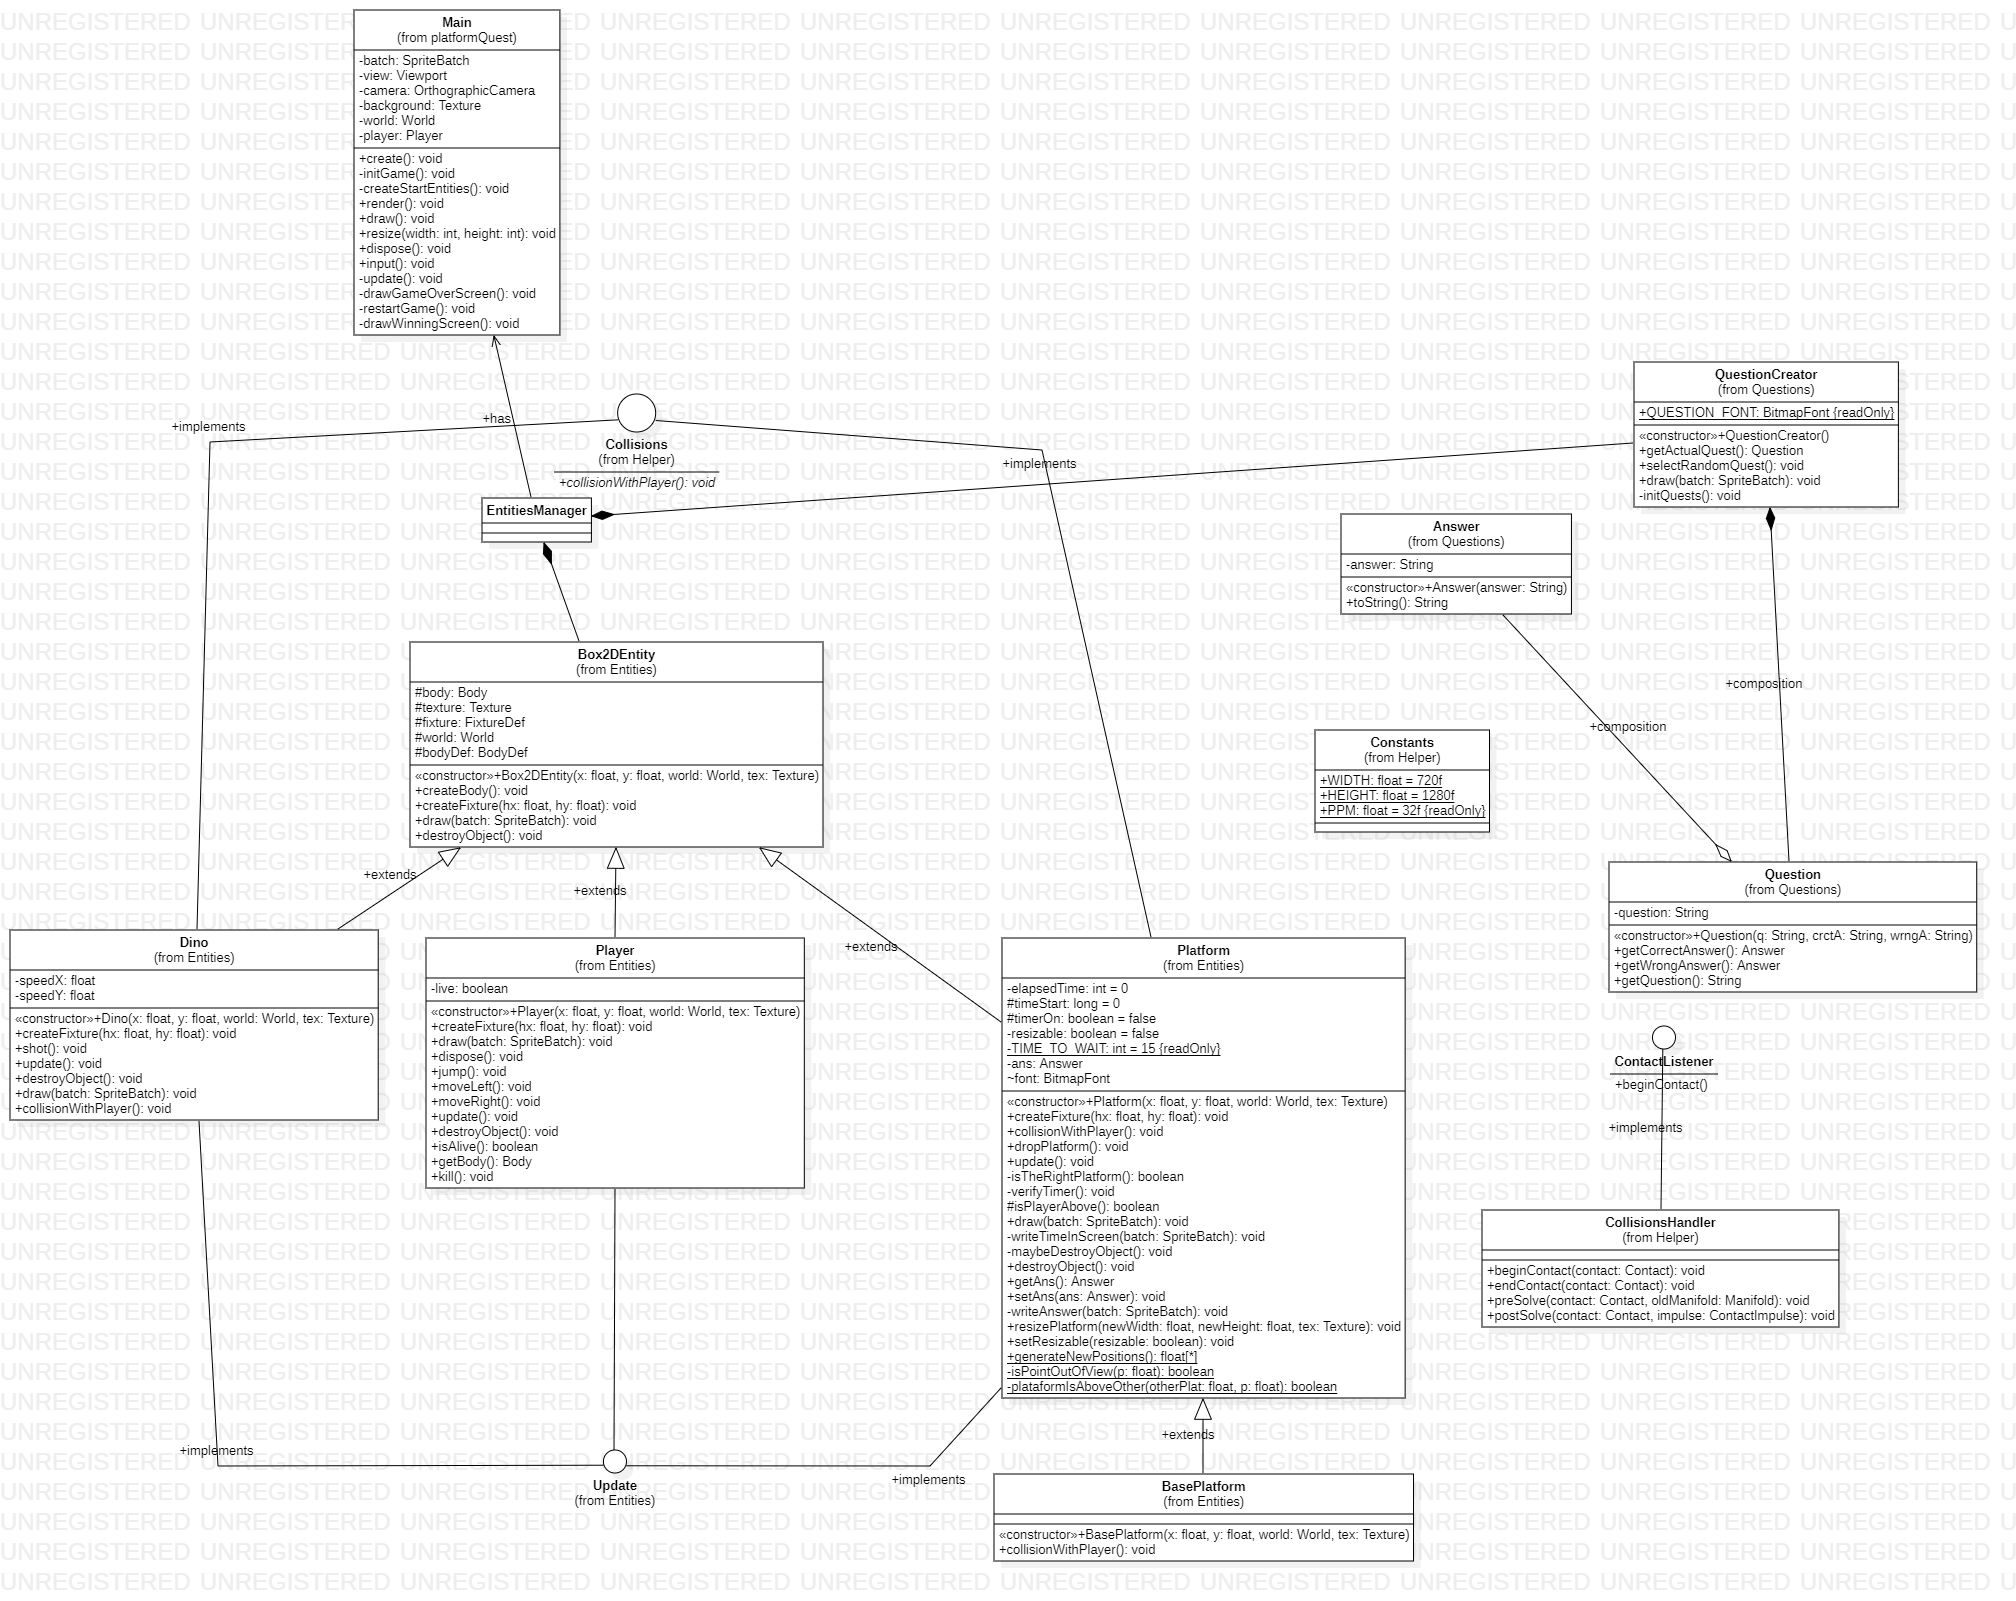 Main
(from platformQuest)
-batch: SpriteBatch
-view: Viewport
-camera: OrthographicCamera
-background: Texture
-world: World
-player: Player
+create(): void
-initGame(): void
-createStartEntities(): void
+render(): void
+draw(): void
+resize(width: int, height: int): void
+dispose(): void
+input(): void
-update(): void
-drawGameOverScreen(): void
-restartGame(): void
-drawWinningScreen(): void
+has
+implements
Collisions
(from Helper)
+collisionWithPlayer(): void
+implements
EntitiesManager
QuestionCreator
(from Questions)
+QUESTION_FONT: BitmapFont {readOnly}
«constructor»+QuestionCreator()
+getActualQuest(): Question
+selectRandomQuest(): void
+draw(batch: SpriteBatch): void
-initQuests(): void
Answer
(from Questions)
-answer: String
«constructor»+Answer(answer: String)
+toString(): String
Box2DEntity
(from Entities)
#body: Body
#texture: Texture
#fixture: FixtureDef
#world: World
#bodyDef: BodyDef
«constructor»+Box2DEntity(x: float, y: float, world: World, tex: Texture)
+createBody(): void
+createFixture(hx: float, hy: float): void
+draw(batch: SpriteBatch): void
+destroyObject(): void
+composition
+composition
Constants
(from Helper)
+WIDTH: float = 720f
+HEIGHT: float = 1280f
+PPM: float = 32f {readOnly}
+extends
+extends
+extends
Question
(from Questions)
-question: String
«constructor»+Question(q: String, crctA: String, wrngA: String)
+getCorrectAnswer(): Answer
+getWrongAnswer(): Answer
+getQuestion(): String
Dino
(from Entities)
-speedX: float
-speedY: float
«constructor»+Dino(x: float, y: float, world: World, tex: Texture)
+createFixture(hx: float, hy: float): void
+shot(): void
+update(): void
+destroyObject(): void
+draw(batch: SpriteBatch): void
+collisionWithPlayer(): void
Player
(from Entities)
-live: boolean
«constructor»+Player(x: float, y: float, world: World, tex: Texture)
+createFixture(hx: float, hy: float): void
+draw(batch: SpriteBatch): void
+dispose(): void
+jump(): void
+moveLeft(): void
+moveRight(): void
+update(): void
+destroyObject(): void
+isAlive(): boolean
+getBody(): Body
+kill(): void
Platform
(from Entities)
-elapsedTime: int = 0
#timeStart: long = 0
#timerOn: boolean = false
-resizable: boolean = false
-TIME_TO_WAIT: int = 15 {readOnly}
-ans: Answer
~font: BitmapFont
«constructor»+Platform(x: float, y: float, world: World, tex: Texture)
+createFixture(hx: float, hy: float): void
+collisionWithPlayer(): void
+dropPlatform(): void
+update(): void
-isTheRightPlatform(): boolean
-verifyTimer(): void
#isPlayerAbove(): boolean
+draw(batch: SpriteBatch): void
-writeTimeInScreen(batch: SpriteBatch): void
-maybeDestroyObject(): void
+destroyObject(): void
+getAns(): Answer
+setAns(ans: Answer): void
-writeAnswer(batch: SpriteBatch): void
+resizePlatform(newWidth: float, newHeight: float, tex: Texture): void
+setResizable(resizable: boolean): void
+generateNewPositions(): float[*]
-isPointOutOfView(p: float): boolean
-plataformIsAboveOther(otherPlat: float, p: float): boolean
ContactListener
+beginContact()
+implements
CollisionsHandler
(from Helper)
+beginContact(contact: Contact): void
+endContact(contact: Contact): void
+preSolve(contact: Contact, oldManifold: Manifold): void
+postSolve(contact: Contact, impulse: ContactImpulse): void
+implements
Update
(from Entities)
+implements
+extends
BasePlatform
(from Entities)
«constructor»+BasePlatform(x: float, y: float, world: World, tex: Texture)
+collisionWithPlayer(): void
UNREGISTERED